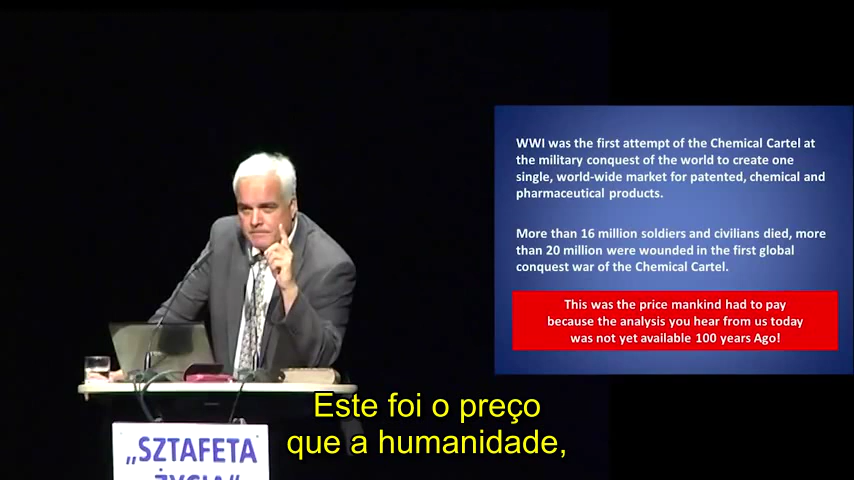 WWI was the first attempt of the Chemical Cartel at
the military conquest of the world to create one
single, world-wide market for patented, chemical and
pharmaceutical products.
More than 16 million soldiers and civilians died, more
than 20 million were wounded in the first global
conquest war of the Chemical Cartel.
This was the price mankind had to pay
because the analysis you hear from us today
was not yet available 100 years Ago!
Este foi o preço
que a humanidade,
„SZTAFETA
ŻYCIA”